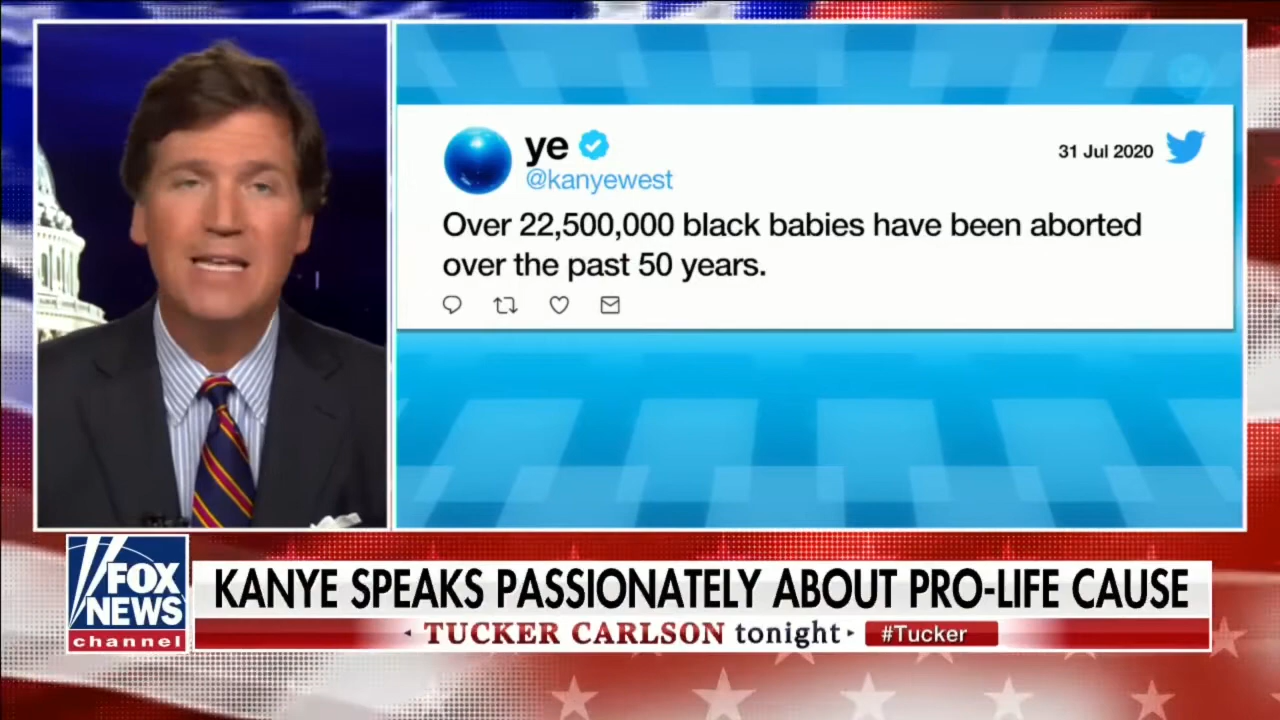 ye
@kanyewest
31 Jul 2020
Over 22,500,000 black babies have been aborted
over the past 50 years.
FOX
NEWS
channel
KANYE SPEAKS PASSIONATELY ABOUT PRO-LIFE CAUSE
TUCKER CARLSON tonight
#Tucker